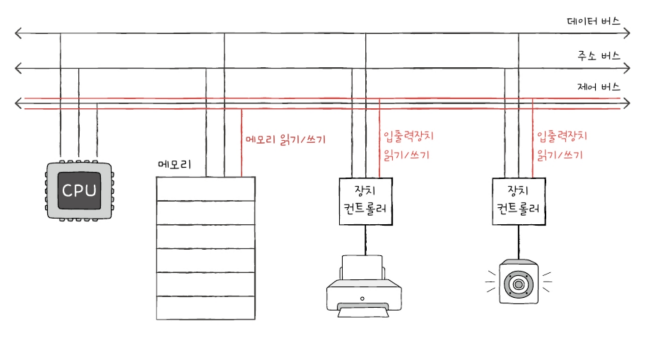 데이터 버스
주소 버스
제어 버스
메모리 읽기/쓰기
입출력장치
읽기/쓰기
입출력장치
읽기/쓰기
CPU
메모리
장치
컨트롤러
장치
컨트롤러